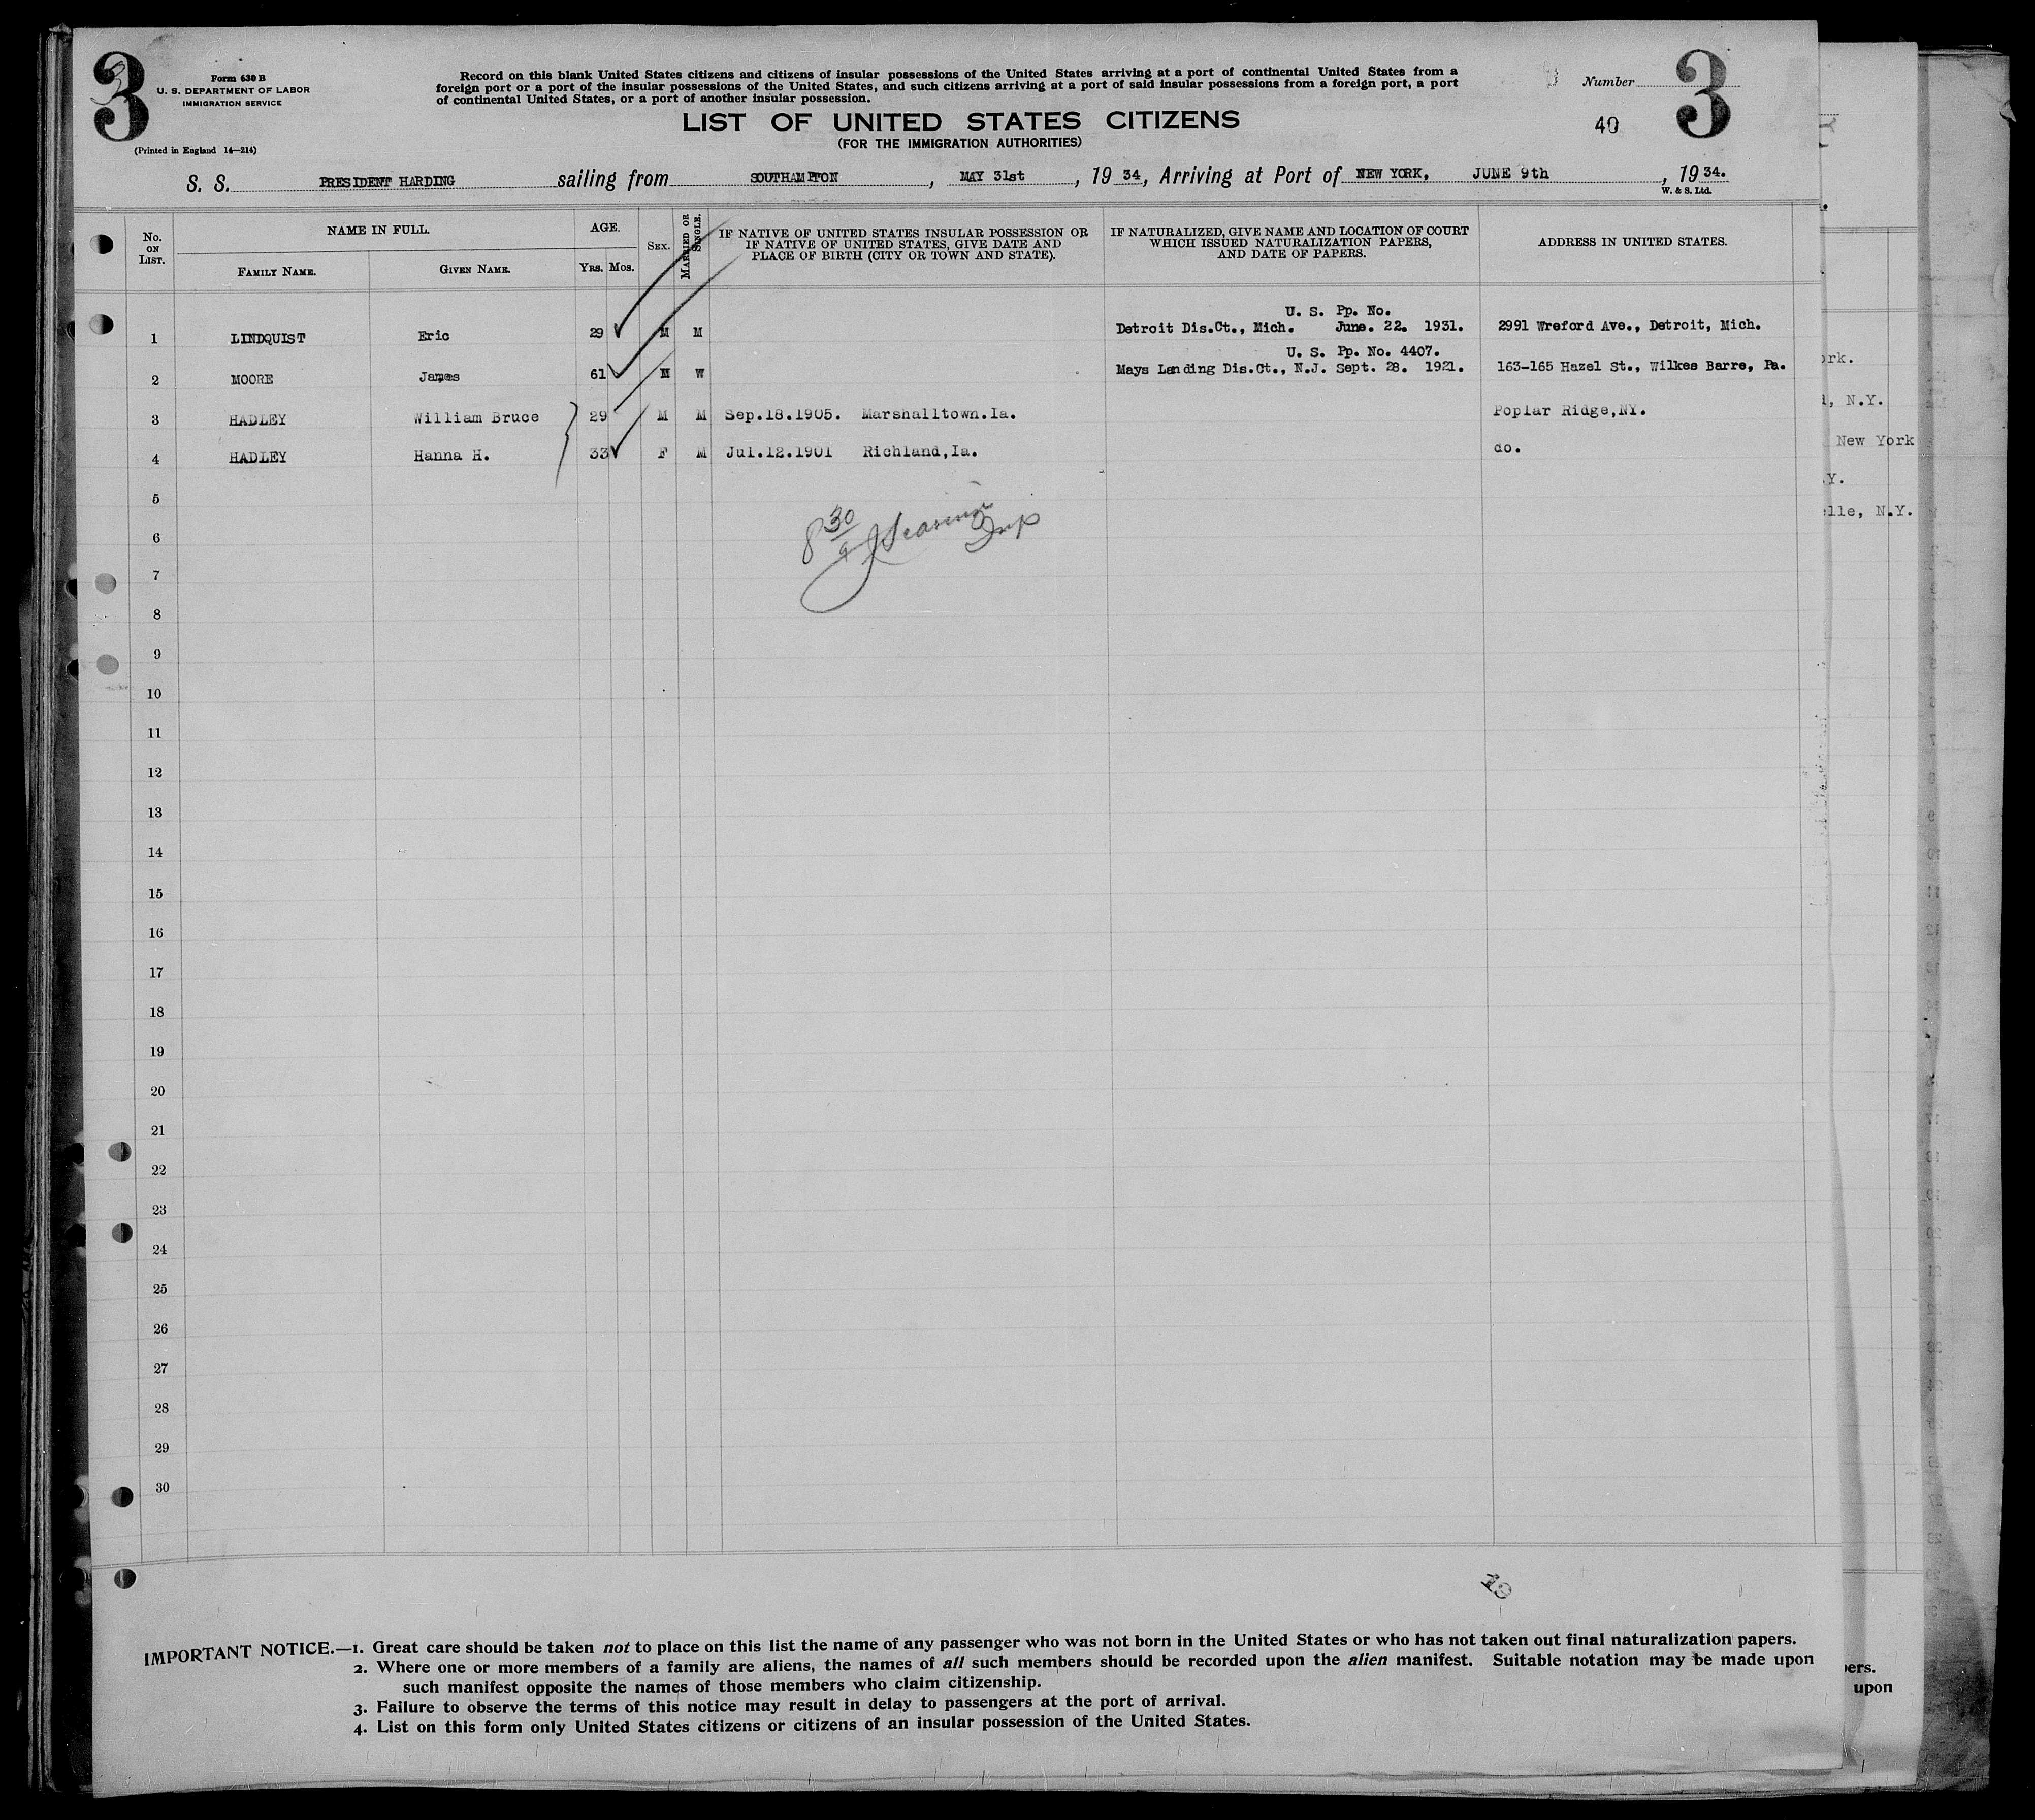 3
Form 630 B
U. S. DEPARTMENT OF LABOR
IMMIGRATION SERVICE
(Printed in England 14—214)
Record on this blank United States citizens and citizens of insular possessions of the United States arriving at a port of continental United States from a
foreign port or a port of the insular possessions of the United States, and such citizens arriving at a port of said insular possessions from a foreign port, a port
of continental United States, or a port of another insular possession.
Number
3
40
LIST OF UNITED STATES CITIZENS
(FOR THE IMMIGRATION AUTHORITIES)
S. S. PRESIDENT HARDING sailing from SOUTHAMPTON, MAY 31st, 19 34, Arriving at Port of NEW YORK, JUNE 9th, 19 34.
W. & S. Ltd.
No. ON LIST.
NAME IN FULL.
FAMILY NAME. GIVEN NAME.
AGE.
YRS. MOS.
SEX.
MARRIED OR SINGLE.
IF NATIVE OF UNITED STATES INSULAR POSSESSION OR
IF NATIVE OF UNITED STATES, GIVE DATE AND
PLACE OF BIRTH (CITY OR TOWN AND STATE).
IF NATURALIZED, GIVE NAME AND LOCATION OF COURT
WHICH ISSUED NATURALIZATION PAPERS,
AND DATE OF PAPERS.
ADDRESS IN UNITED STATES.
U. S. Pp. No.
1 LINDQUIST Eric 29 M M Detroit Dis.Ct., Mich. June. 22. 1931. 2991 Wreford Ave., Detroit, Mich.
U. S. Pp. No. 4407.
2 MOORE James 61 M W Mays Landing Dis.Ct., N.J. Sept. 28. 1921. 163-165 Hazel St., Wilkes Barre, Pa.
3 HADLEY William Bruce 29 M M Sep.18.1905. Marshalltown.Ia. Poplar Ridge,NY.
4 HADLEY Hanna H. 33 F M Jul.12.1901 Richland,Ia. do.
5
6
7
8
9
10
11
12
13
14
15
16
17
18
19
20
21
22
23
24
25
26
27
28
29
30
8 30
Insp
19
IMPORTANT NOTICE.—1. Great care should be taken not to place on this list the name of any passenger who was not born in the United States or who has not taken out final naturalization papers.
2. Where one or more members of a family are aliens, the names of all such members should be recorded upon the alien manifest. Suitable notation may be made upon
such manifest opposite the names of those members who claim citizenship.
3. Failure to observe the terms of this notice may result in delay to passengers at the port of arrival.
4. List on this form only United States citizens or citizens of an insular possession of the United States.
N.Y.
New York
N.Y.
upon